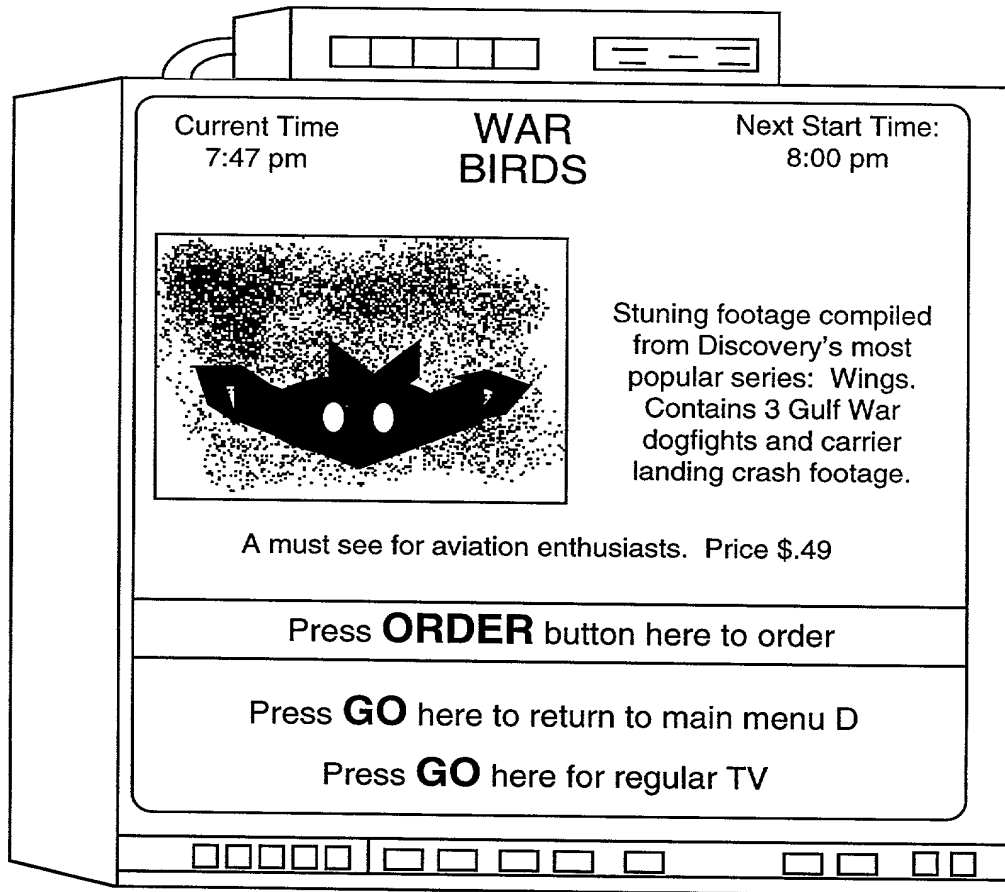 Current Time
7:47 pm
WAR
BIRDS
Next Start Time:
8:00 pm
Stuning footage compiled
from Discovery's most
popular series: Wings.
Contains 3 Gulf War
dogfights and carrier
landing crash footage.
A must see for aviation enthusiasts. Price $.49
Press ORDER button here to order
Press GO here to return to main menu D
Press GO here for regular TV